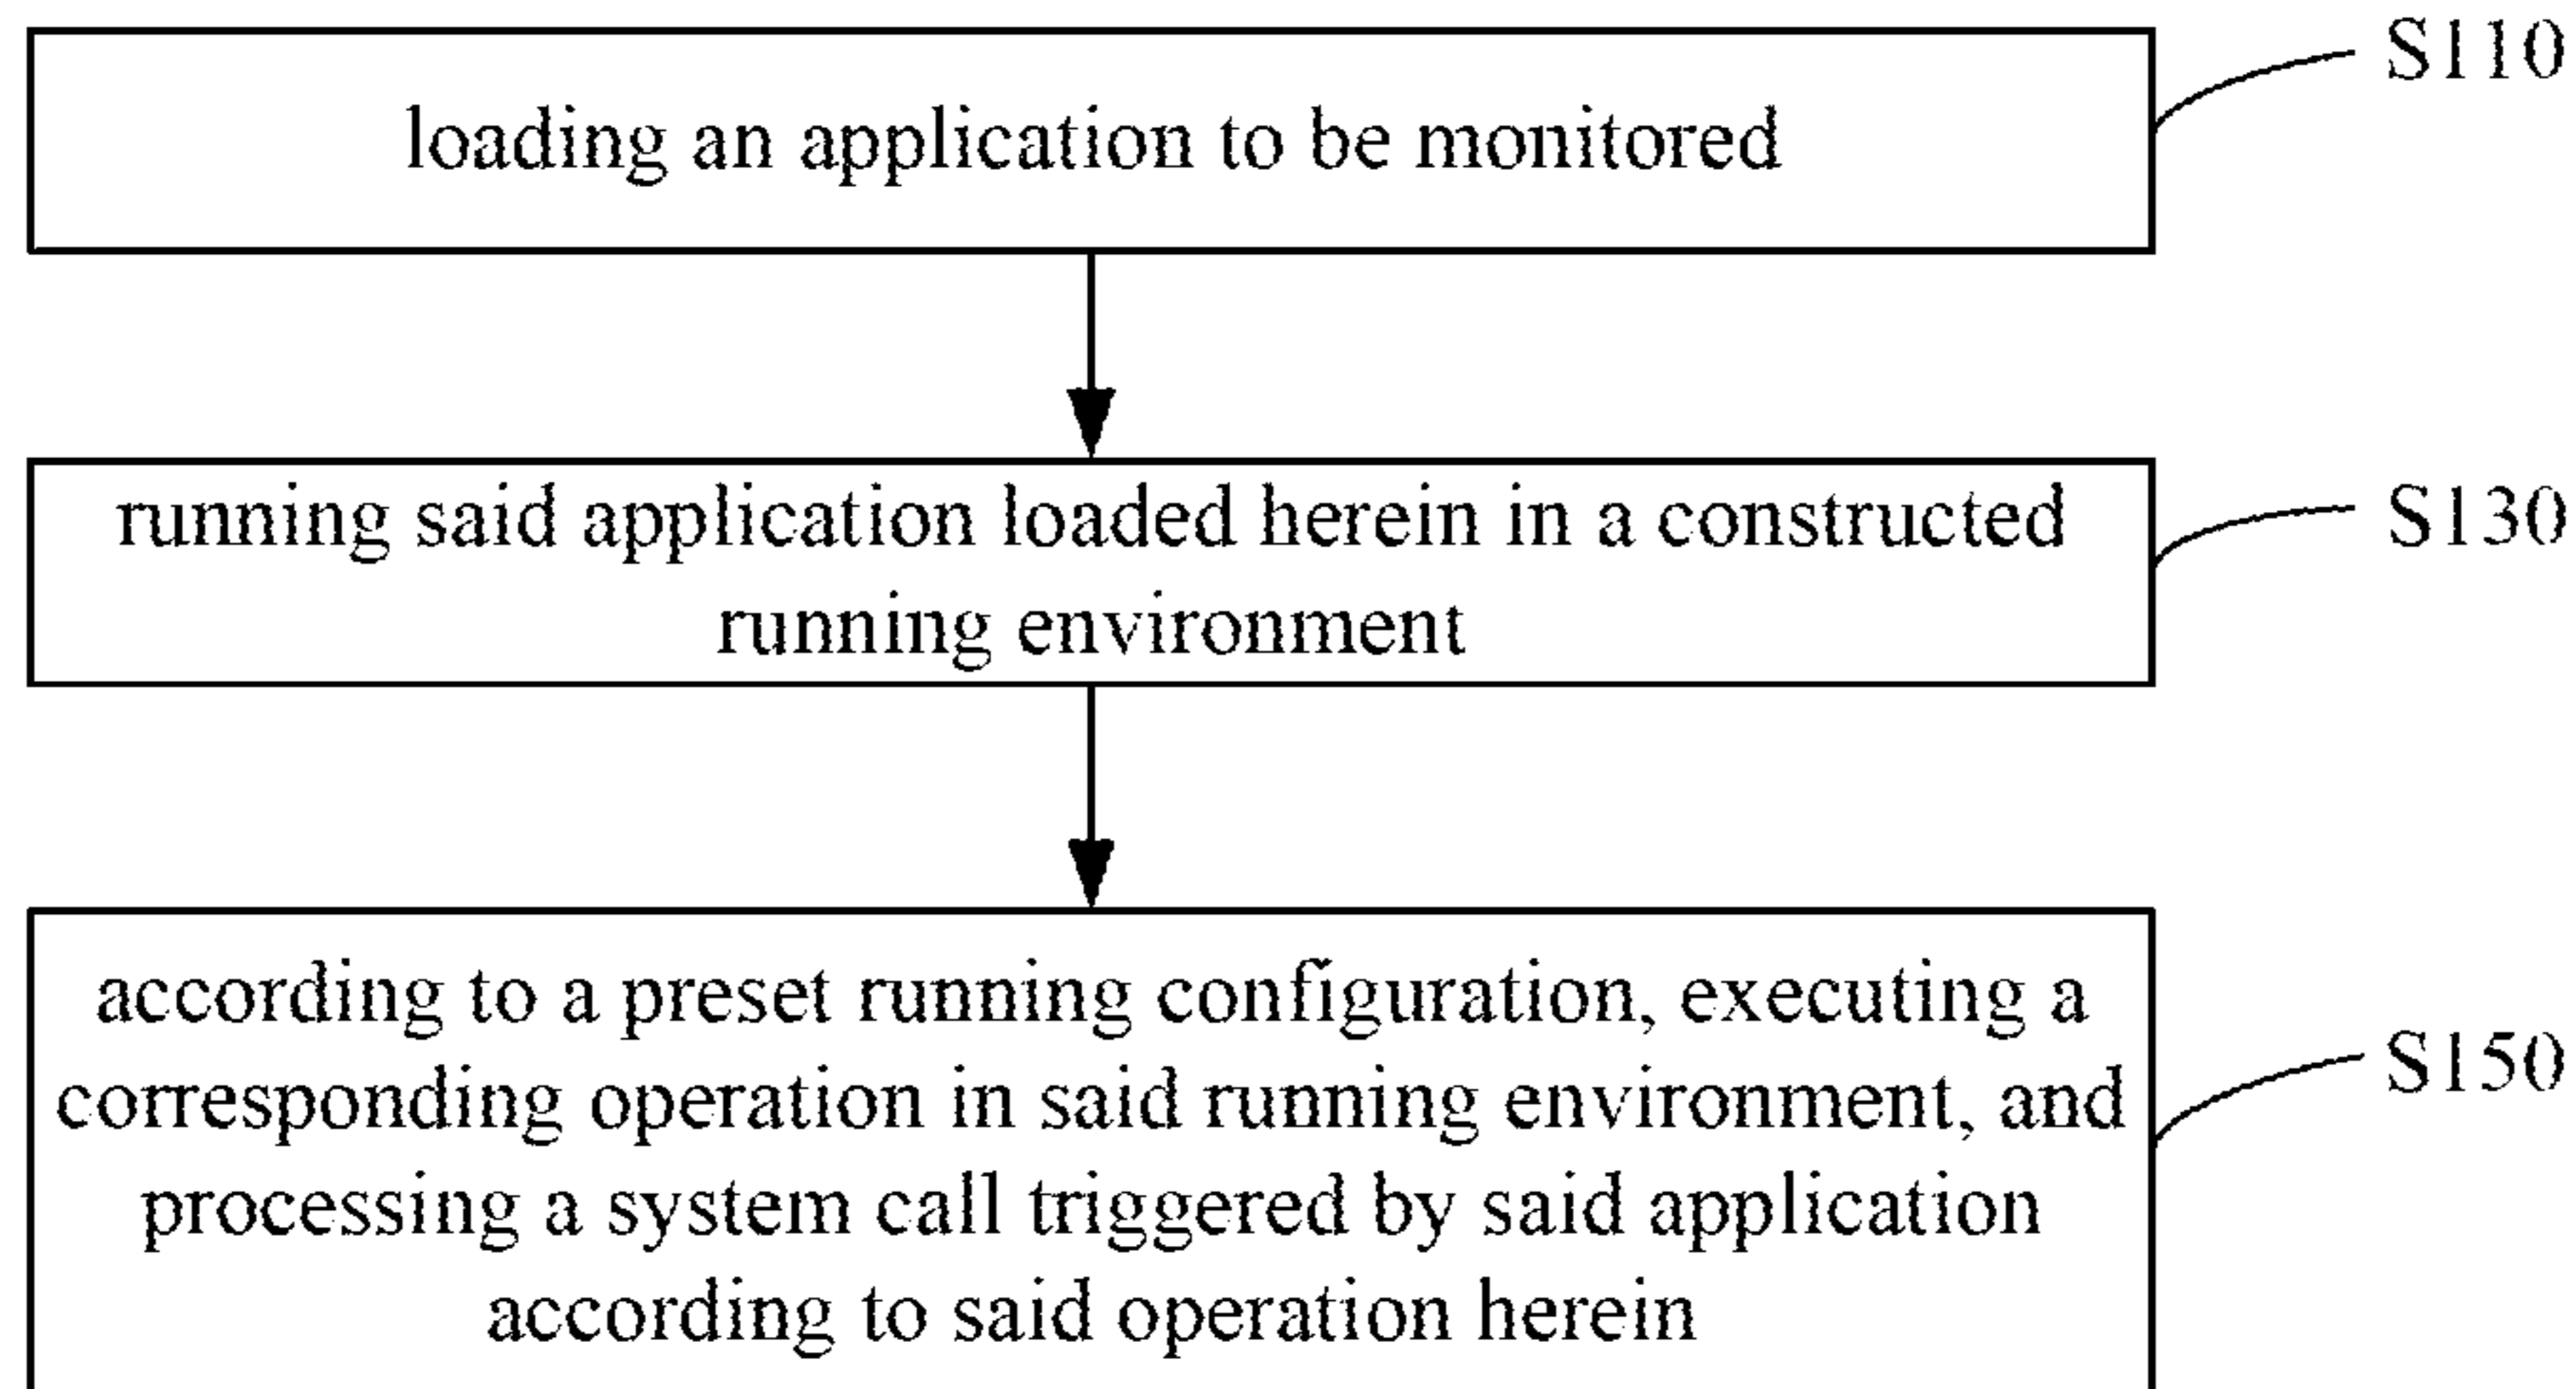 S110
loading an application to be monitored
running said application loaded herein in a constructed
running environment
S130
according to a preset running configuration, executing a
corresponding operation in said running environment, and
processing a system call triggered by said application
according to said operation herein
S150